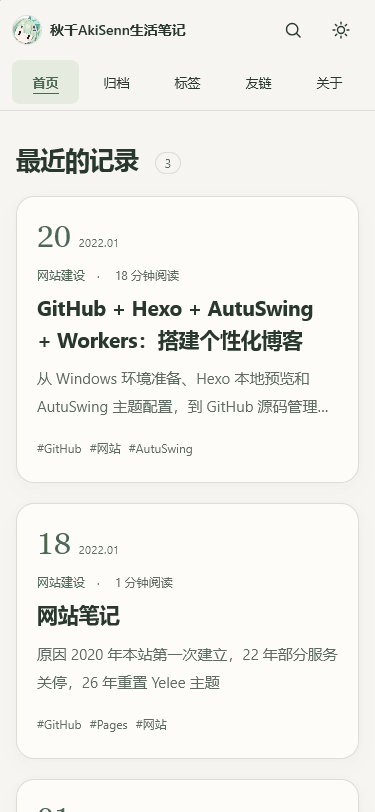 秋千AkiSenn生活笔记
首页 归档 标签 友链 关于
最近的记录 3
20 2022.01
网站建设 · 18 分钟阅读
GitHub + Hexo + AutuSwing
+ Workers：搭建个性化博客
从 Windows 环境准备、Hexo 本地预览和
AutuSwing 主题配置，到 GitHub 源码管理...
#GitHub #网站 #AutuSwing
18 2022.01
网站建设 · 1 分钟阅读
网站笔记
原因 2020 年本站第一次建立，22 年部分服务
关停，26 年重置 Yelee 主题
#GitHub #Pages #网站